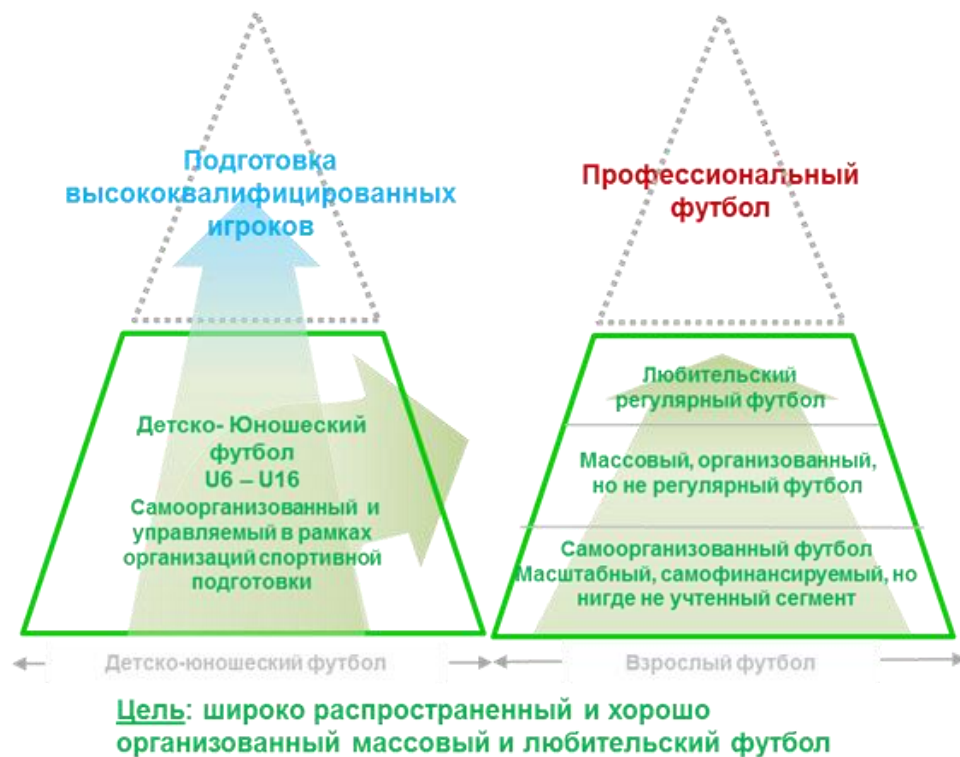 Подготовка
высококвалифицированных
игроков
Детско- Юношеский
футбол
U6 – U16
Самоорганизованный и
управляемый в рамках
организаций спортивной
подготовки
Детско-юношеский футбол
Профессиональный
футбол
Любительский
регулярный футбол
Массовый, организованный,
но не регулярный футбол
Самоорганизованный футбол
Масштабный, самофинансируемый, но
нигде не учтенный сегмент
Взрослый футбол
Цель: широко распространенный и хорошо
организованный массовый и любительский футбол